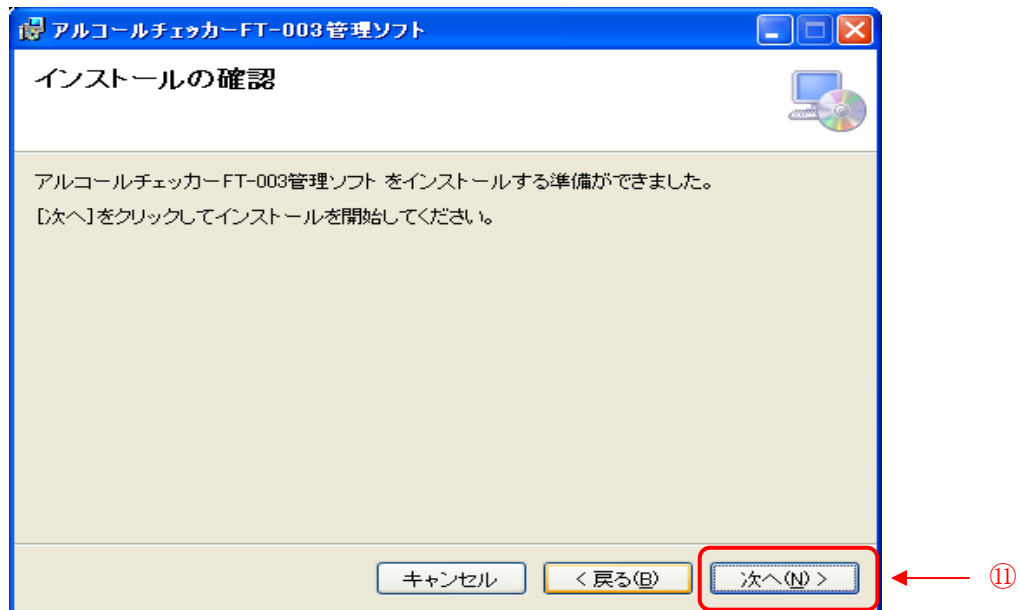 アルコールチェッカーFT-003管理ソフト
インストールの確認
アルコールチェッカーFT-003管理ソフト をインストールする準備ができました。
[次へ]をクリックしてインストールを開始してください。
キャンセル
< 戻る(B)
次へ(N) >
⑪